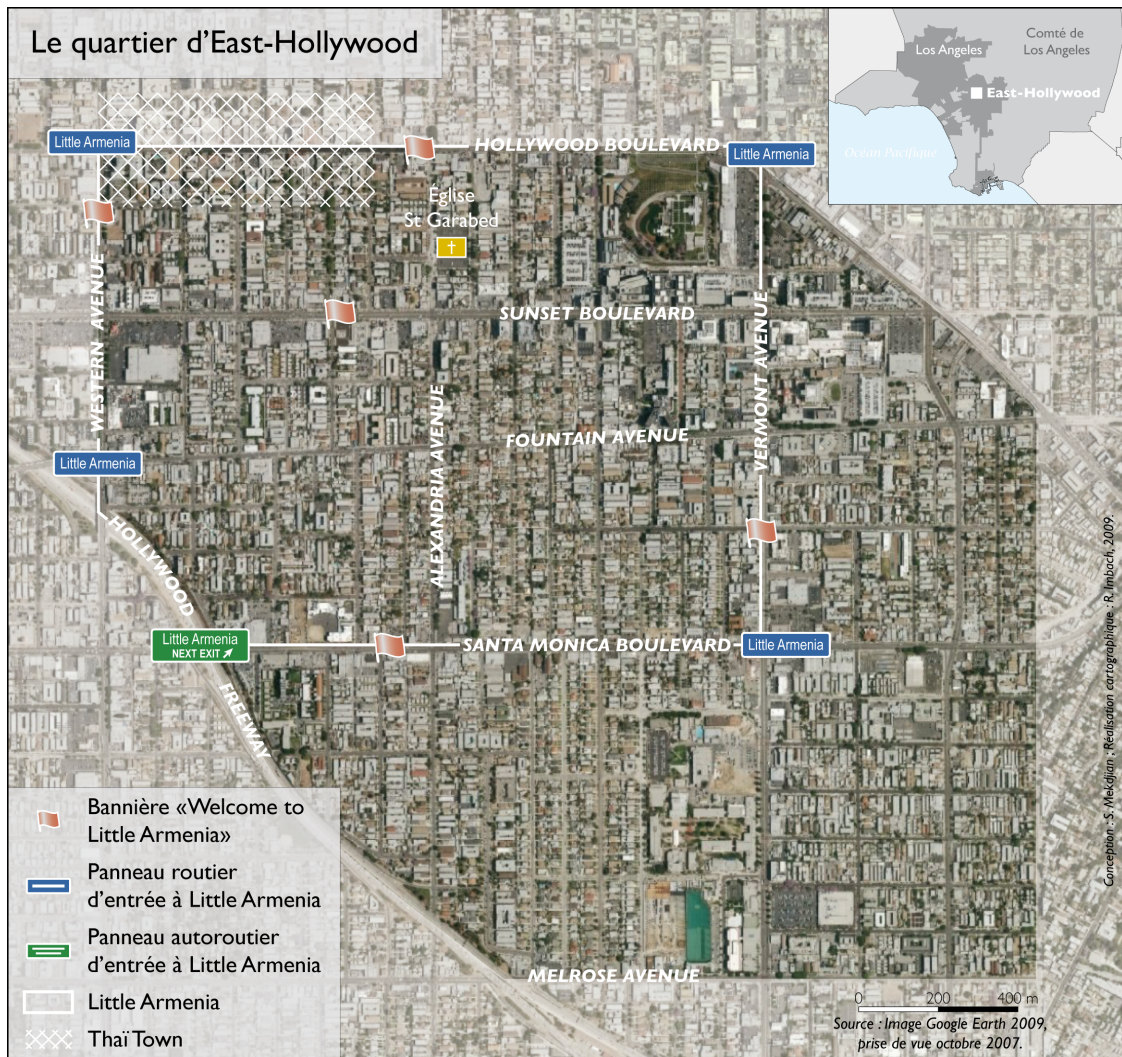 Le quartier d'East-Hollywood
Los Angeles
Comté de
Los Angeles
East-Hollywood
Océan Pacifique
Little Armenia
HOLLYWOOD BOULEVARD
Little Armenia
Église
St Garabed
WESTERN AVENUE
SUNSET BOULEVARD
VERMONT AVENUE
ALEXANDRIA AVENUE
FOUNTAIN AVENUE
Little Armenia
HOLLYWOOD
FREEWAY
Little Armenia
NEXT EXIT
SANTA MONICA BOULEVARD
Little Armenia
MELROSE AVENUE
Bannière «Welcome to
Little Armenia»
Panneau routier
d'entrée à Little Armenia
Panneau autoroutier
d'entrée à Little Armenia
Little Armenia
Thaï Town
0 200 400 m
Source : Image Google Earth 2009,
prise de vue octobre 2007.
Conception : S. Mekdjian ; Réalisation cartographique : R. Imbach, 2009.